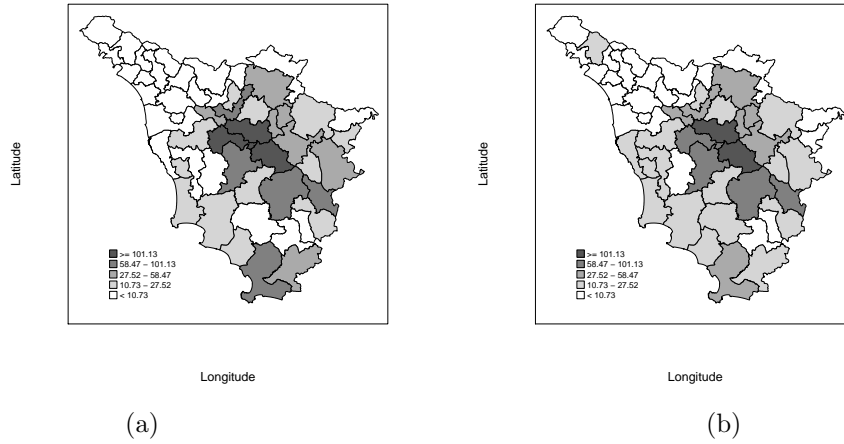 Latitude
>= 101.13
58.47 – 101.13
27.52 – 58.47
10.73 – 27.52
< 10.73
Longitude
(a)
Latitude
>= 101.13
58.47 – 101.13
27.52 – 58.47
10.73 – 27.52
< 10.73
Longitude
(b)